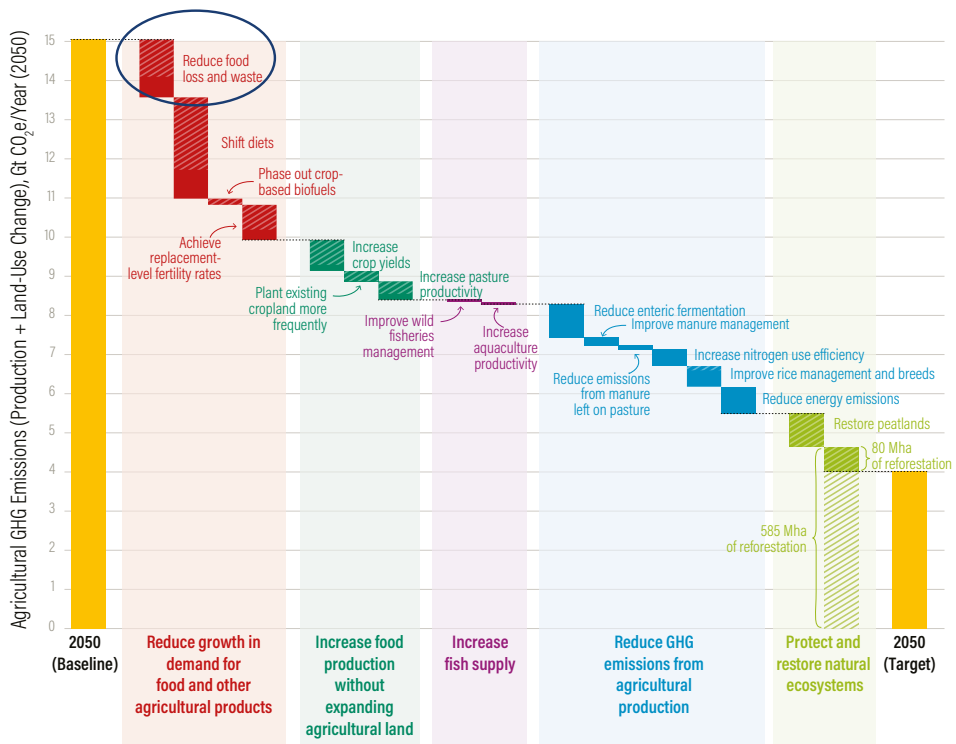 Agricultural GHG Emissions (Production + Land-Use Change), Gt CO2e/Year (2050)
15
14
13
12
11
10
9
8
7
6
5
4
3
2
1
0
Reduce food
loss and waste
Shift diets
Phase out crop-
based biofuels
Achieve
replacement-
level fertility rates
Increase
crop yields
Plant existing
cropland more
frequently
Increase pasture
productivity
Improve wild
fisheries
management
Increase
aquaculture
productivity
Reduce enteric fermentation
Improve manure management
Reduce emissions
from manure
left on pasture
Increase nitrogen use efficiency
Improve rice management and breeds
Reduce energy emissions
Restore peatlands
80 Mha
of reforestation
585 Mha
of reforestation
2050
(Baseline)
Reduce growth in
demand for
food and other
agricultural products
Increase food
production
without
expanding
agricultural land
Increase
fish supply
Reduce GHG
emissions from
agricultural
production
Protect and
restore natural
ecosystems
2050
(Target)